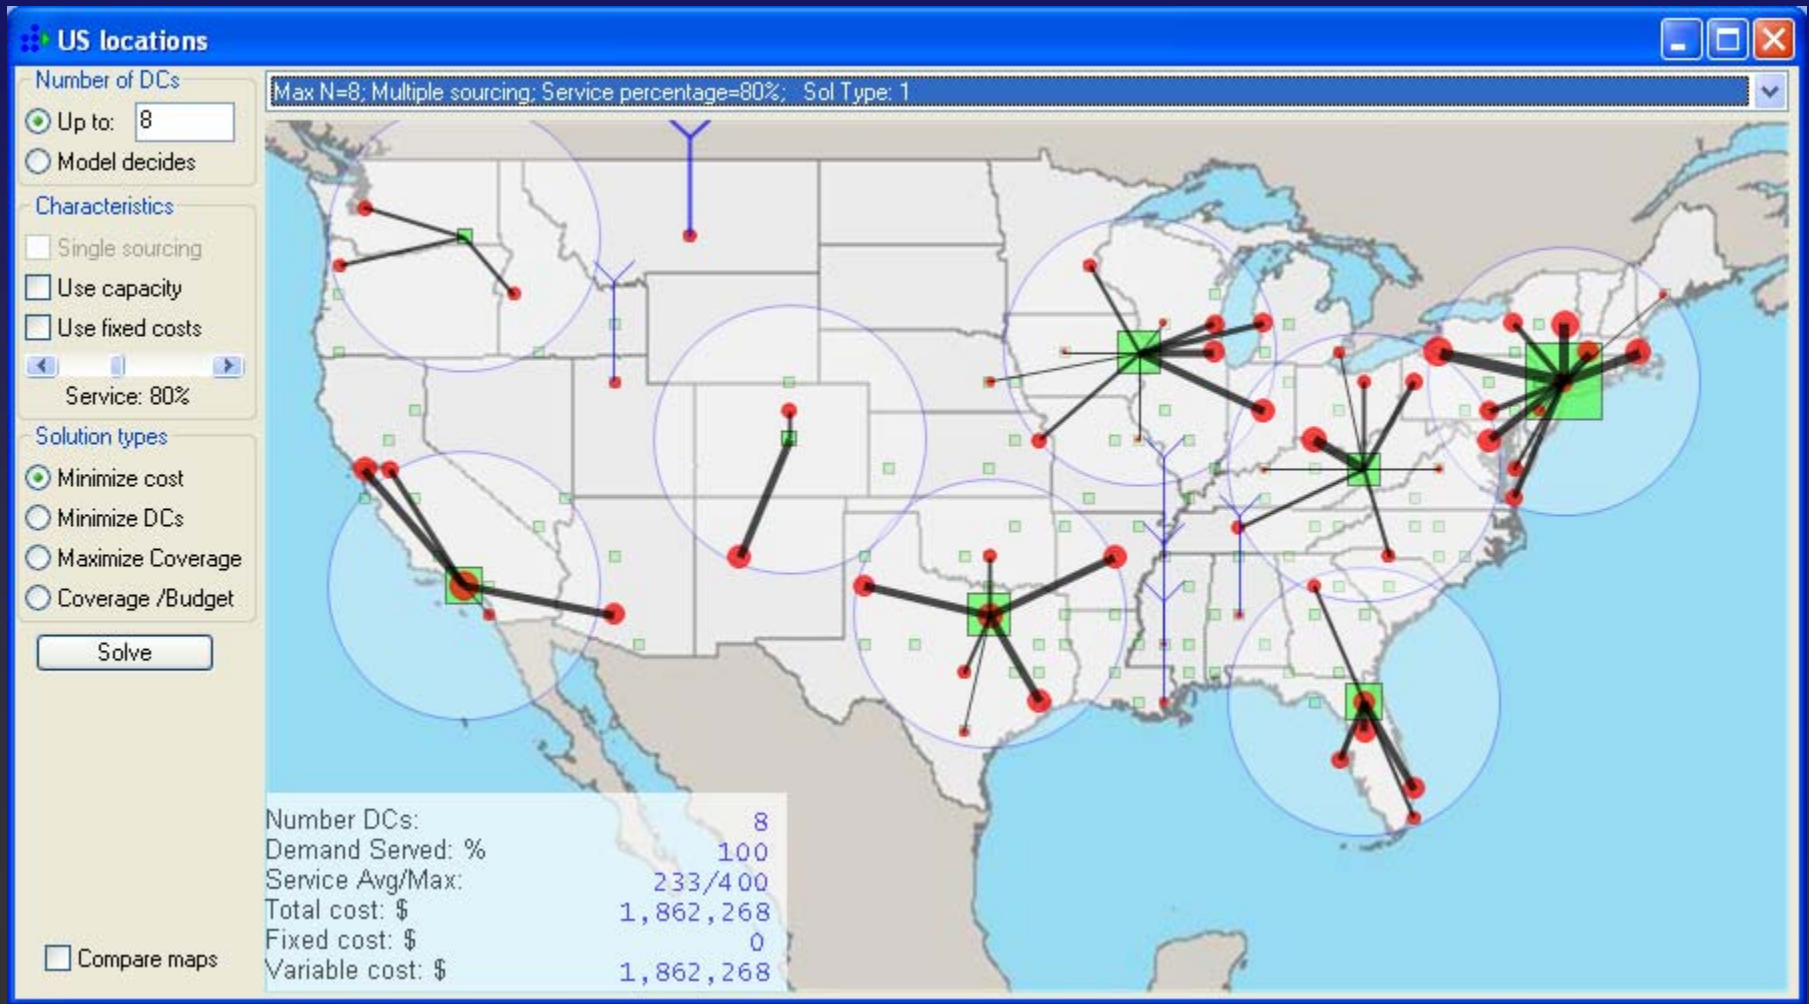 US locations
Number of DCs
Up to: 8
Model decides
Characteristics
Single sourcing
Use capacity
Use fixed costs
Service: 80%
Solution types
Minimize cost
Minimize DCs
Maximize Coverage
Coverage /Budget
Solve
Compare maps
Max N=8; Multiple sourcing; Service percentage=80%; Sol Type: 1
Number DCs: 8
Demand Served: % 100
Service Avg/Max: 233/400
Total cost: $ 1,862,268
Fixed cost: $ 0
Variable cost: $ 1,862,268